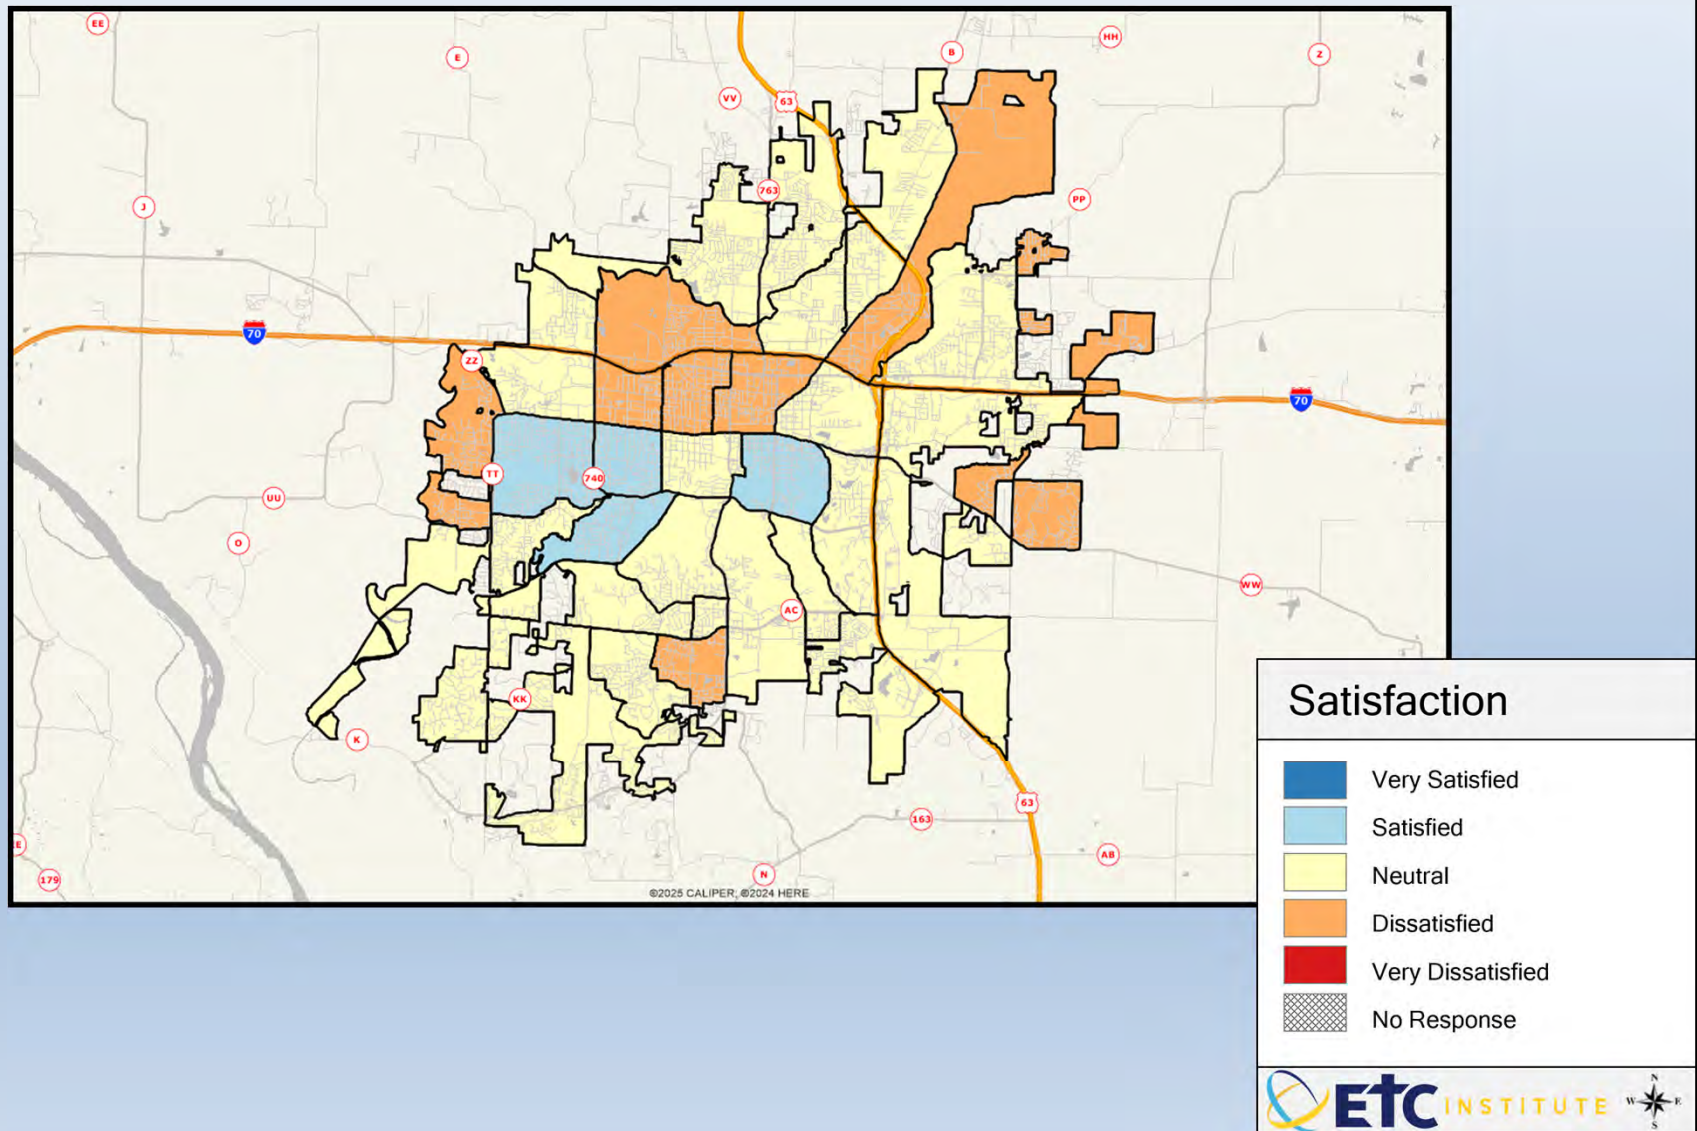 EE
E
B
HH
Z
VV
63
763
J
PP
70
ZZ
70
TT
740
UU
O
WW
AC
KK
K
63
163
AB
N
179
©2025 CALIPER; ©2024 HERE
Satisfaction
Very Satisfied
Satisfied
Neutral
Dissatisfied
Very Dissatisfied
No Response
ETC INSTITUTE
N
W E
S